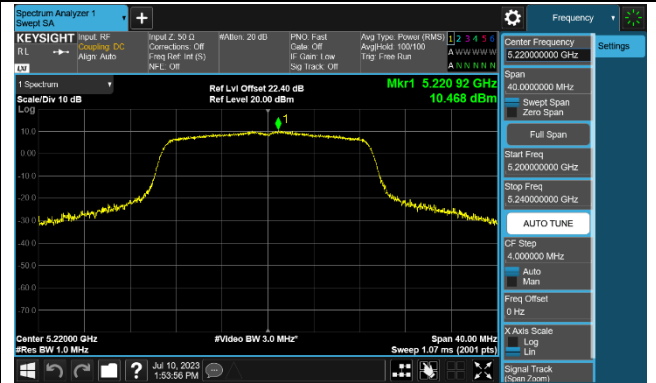 Spectrum Analyzer 1
Swept SA
Frequency
KEYSIGHT
Input: RF
Input Z: 50 Ω
#Atten: 20 dB
PNO: Fast
Avg Type: Power (RMS)
1 2 3 4 5 6
RL
Coupling: DC
Corrections: Off
Gate: Off
Avg|Hold: 100/100
A W W W W W
Align: Auto
Freq Ref: Int (S)
IF Gain: Low
Trig: Free Run
LXI
NFE: Off
Sig Track: Off
A N N N N N
1 Spectrum
Ref Lvl Offset 22.40 dB
Mkr1 5.220 92 GHz
Scale/Div 10 dB
Ref Level 20.00 dBm
10.468 dBm
Log
1
10.0
0.00
-10.0
-20.0
-30.0
-40.0
-50.0
-60.0
-70.0
Center 5.22000 GHz
#Video BW 3.0 MHz*
Span 40.00 MHz
#Res BW 1.0 MHz
Sweep 1.07 ms (2001 pts)
Jul 10, 2023
1:53:56 PM
Center Frequency
5.220000000 GHz
Settings
Span
40.0000000 MHz
Swept Span
Zero Span
Full Span
Start Freq
5.200000000 GHz
Stop Freq
5.240000000 GHz
AUTO TUNE
CF Step
4.000000 MHz
Auto
Man
Freq Offset
0 Hz
X Axis Scale
Log
Lin
Signal Track
(Span Zoom)